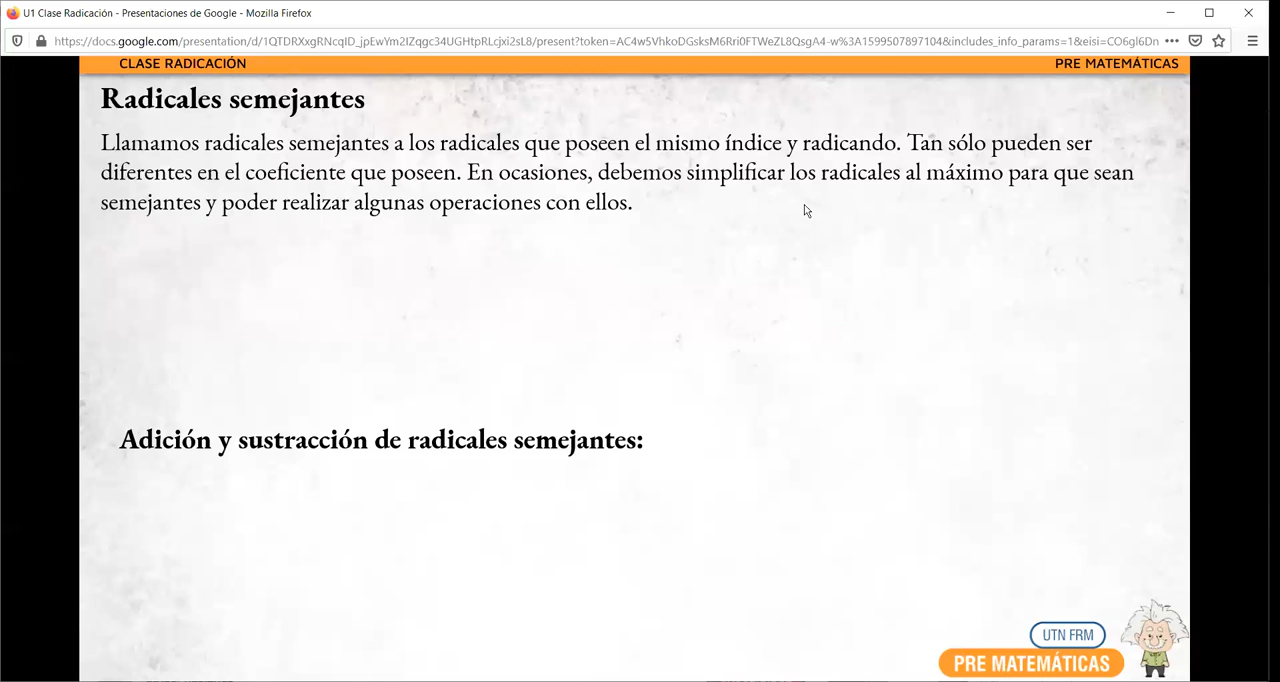 U1 Clase Radicación - Presentaciones de Google - Mozilla Firefox
https://docs.google.com/presentation/d/1QTDRXxgRNcqID_jpEwYm2IZqgc34UGHtpRLcjxi2sL8/present?token=AC4w5VhkoDGsksM6Rri0FTWeZL8QsgA4-w%3A1599507897104&includes_info_params=1&eisi=CO6gl6Dn
CLASE RADICACIÓN PRE MATEMÁTICAS
Radicales semejantes
Llamamos radicales semejantes a los radicales que poseen el mismo índice y radicando. Tan sólo pueden ser
diferentes en el coeficiente que poseen. En ocasiones, debemos simplificar los radicales al máximo para que sean
semejantes y poder realizar algunas operaciones con ellos.
Adición y sustracción de radicales semejantes:
UTN FRM
PRE MATEMÁTICAS